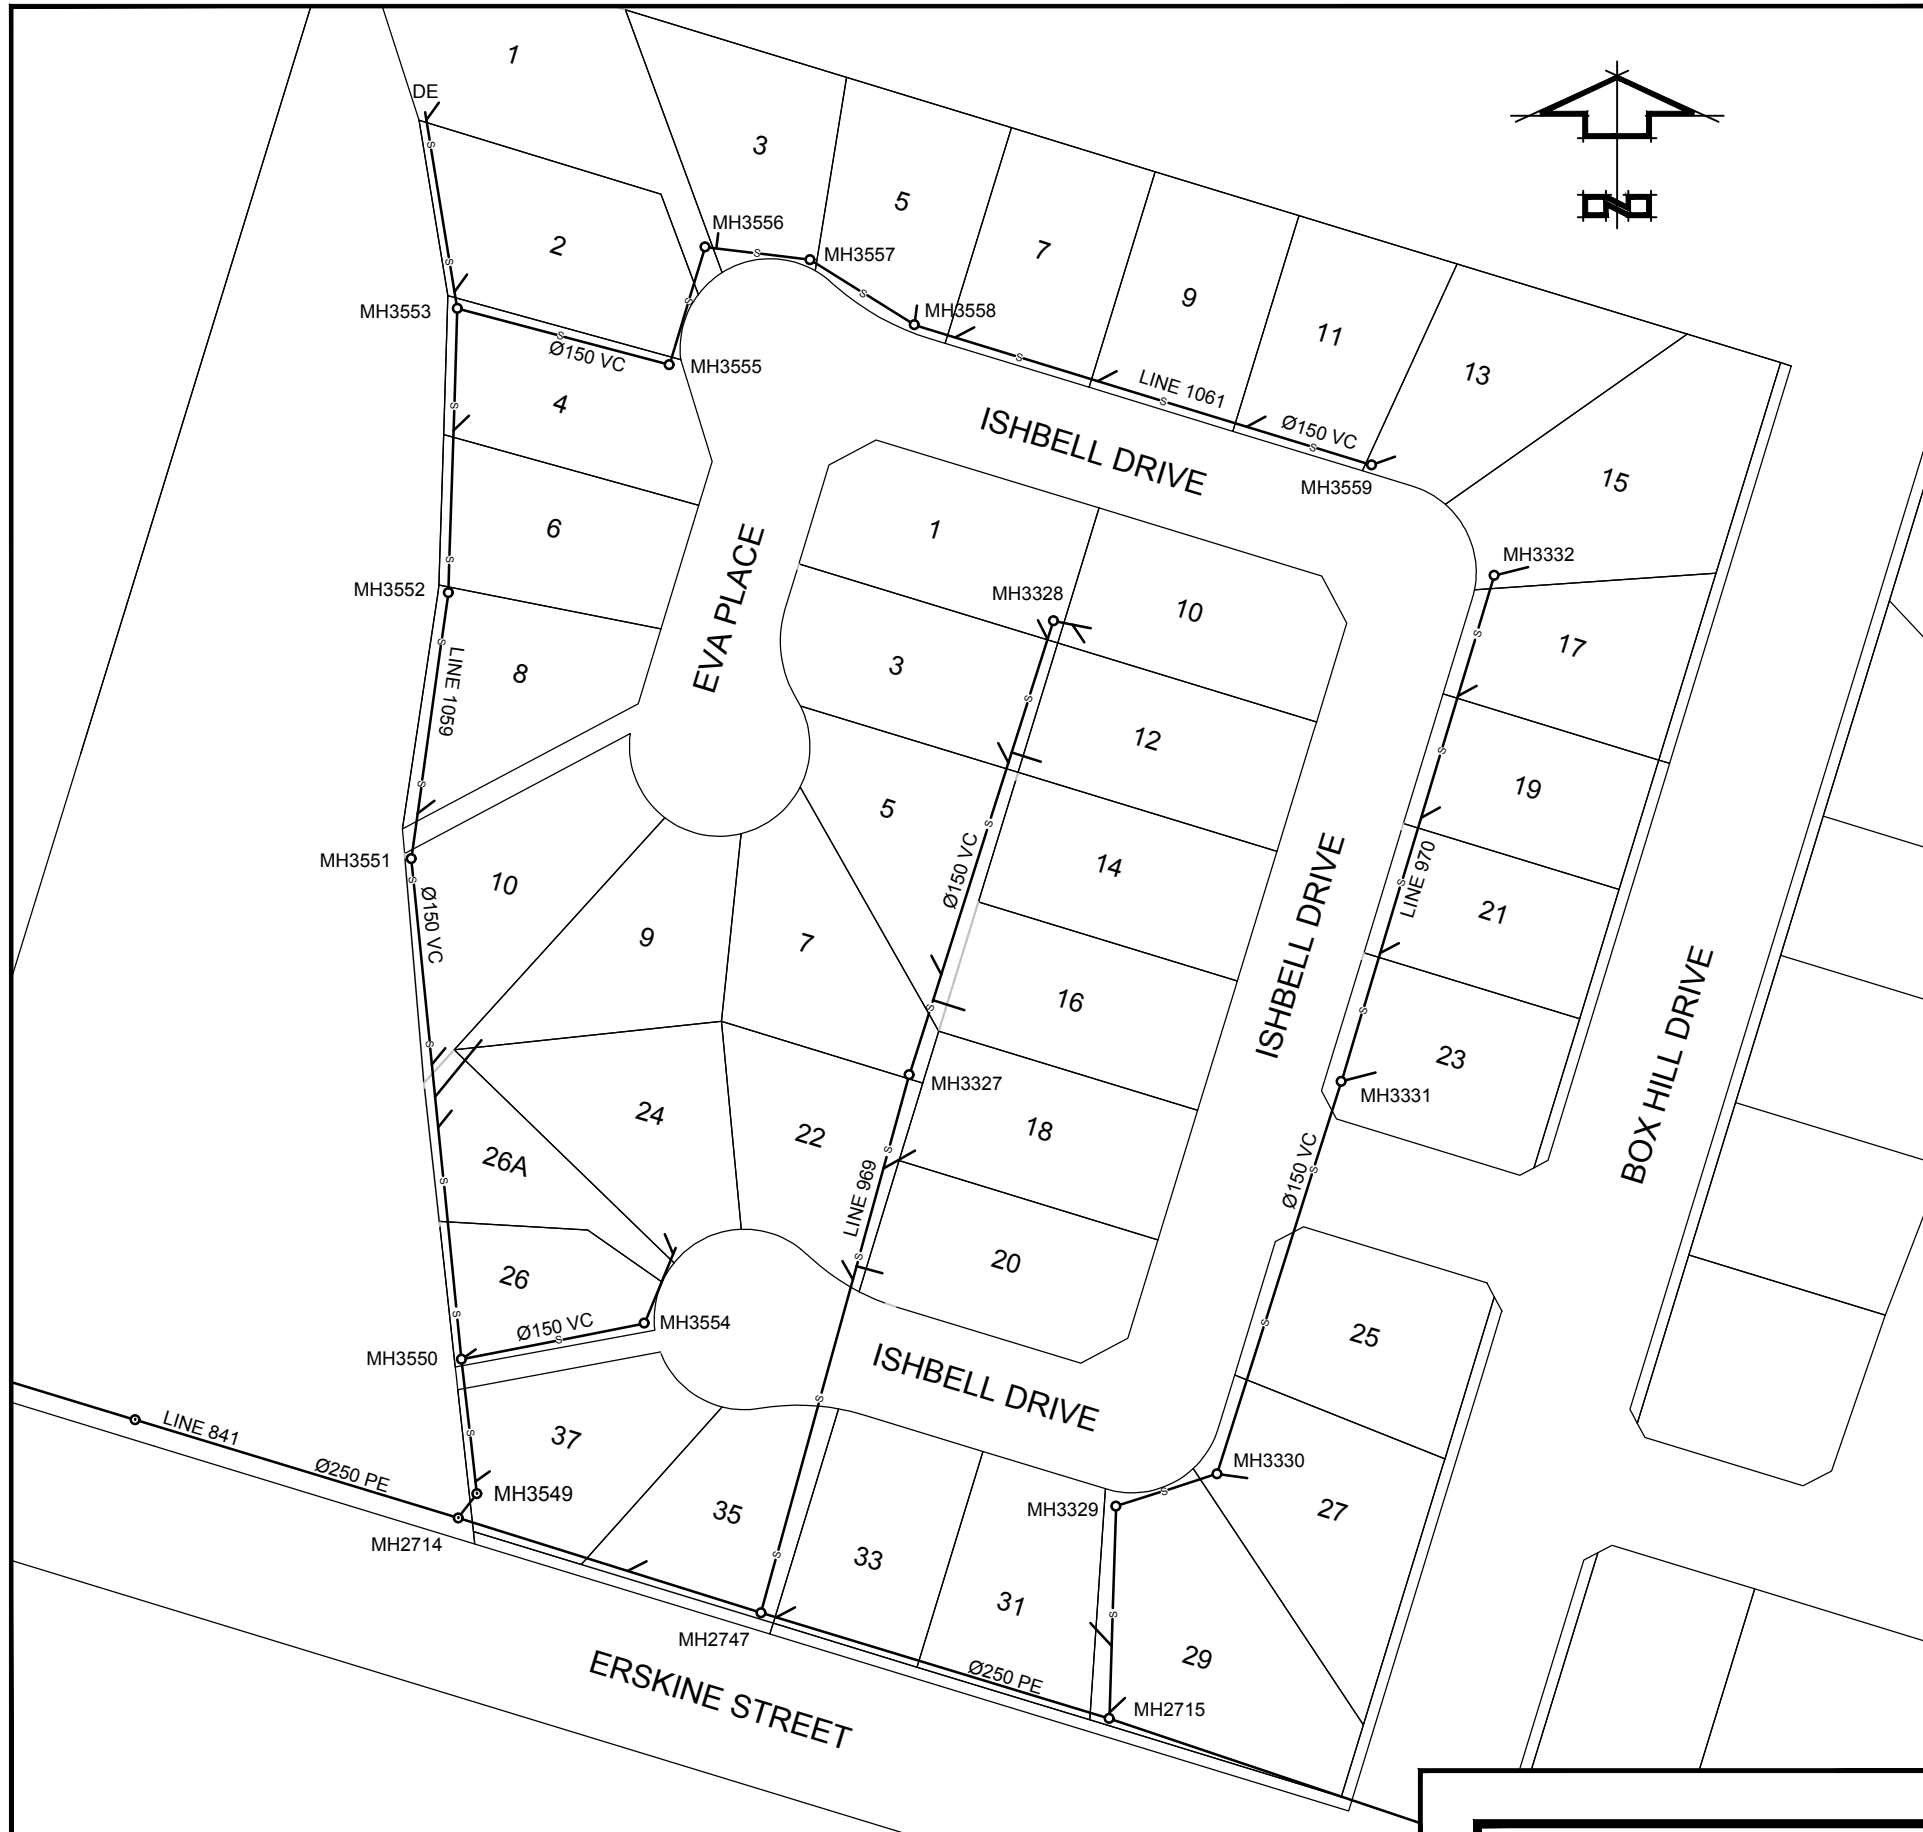 1
DE
3
5
2
MH3556
MH3557
7
MH3558
9
11
13
MH3553
Ø150 VC
MH3555
4
LINE 1061
Ø150 VC
ISHBELL DRIVE
MH3559
15
6
EVA PLACE
1
MH3332
MH3552
MH3328
10
17
8
LINE 1059
3
12
19
5
14
Ø150 VC
LINE 970
MH3551
10
Ø150 VC
9
7
16
21
ISHBELL DRIVE
BOX HILL DRIVE
23
MH3327
MH3331
24
22
18
26A
LINE 969
Ø150 VC
26
20
MH3554
Ø150 VC
25
MH3550
ISHBELL DRIVE
LINE 841
37
Ø250 PE
MH3549
MH3330
35
MH3329
27
MH2714
33
31
MH2747
29
ERSKINE STREET
Ø250 PE
MH2715
N